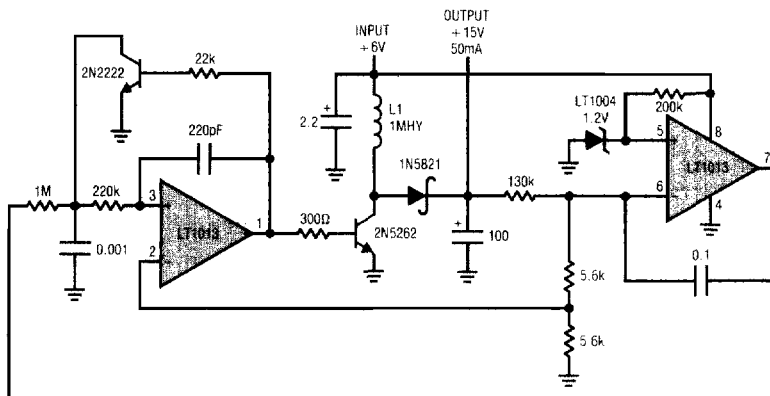 INPUT
+6V
OUTPUT
+15V
50mA
2N2222
22k
L1
1MHY
2.2
+
LT1004
1.2V
200k
8
220pF
1N5821
5
LT1013
7
1M
220k
3
LT1013
1
300Ω
2N5262
130k
6
4
0.001
2
+
100
5.6k
0.1
5.6k